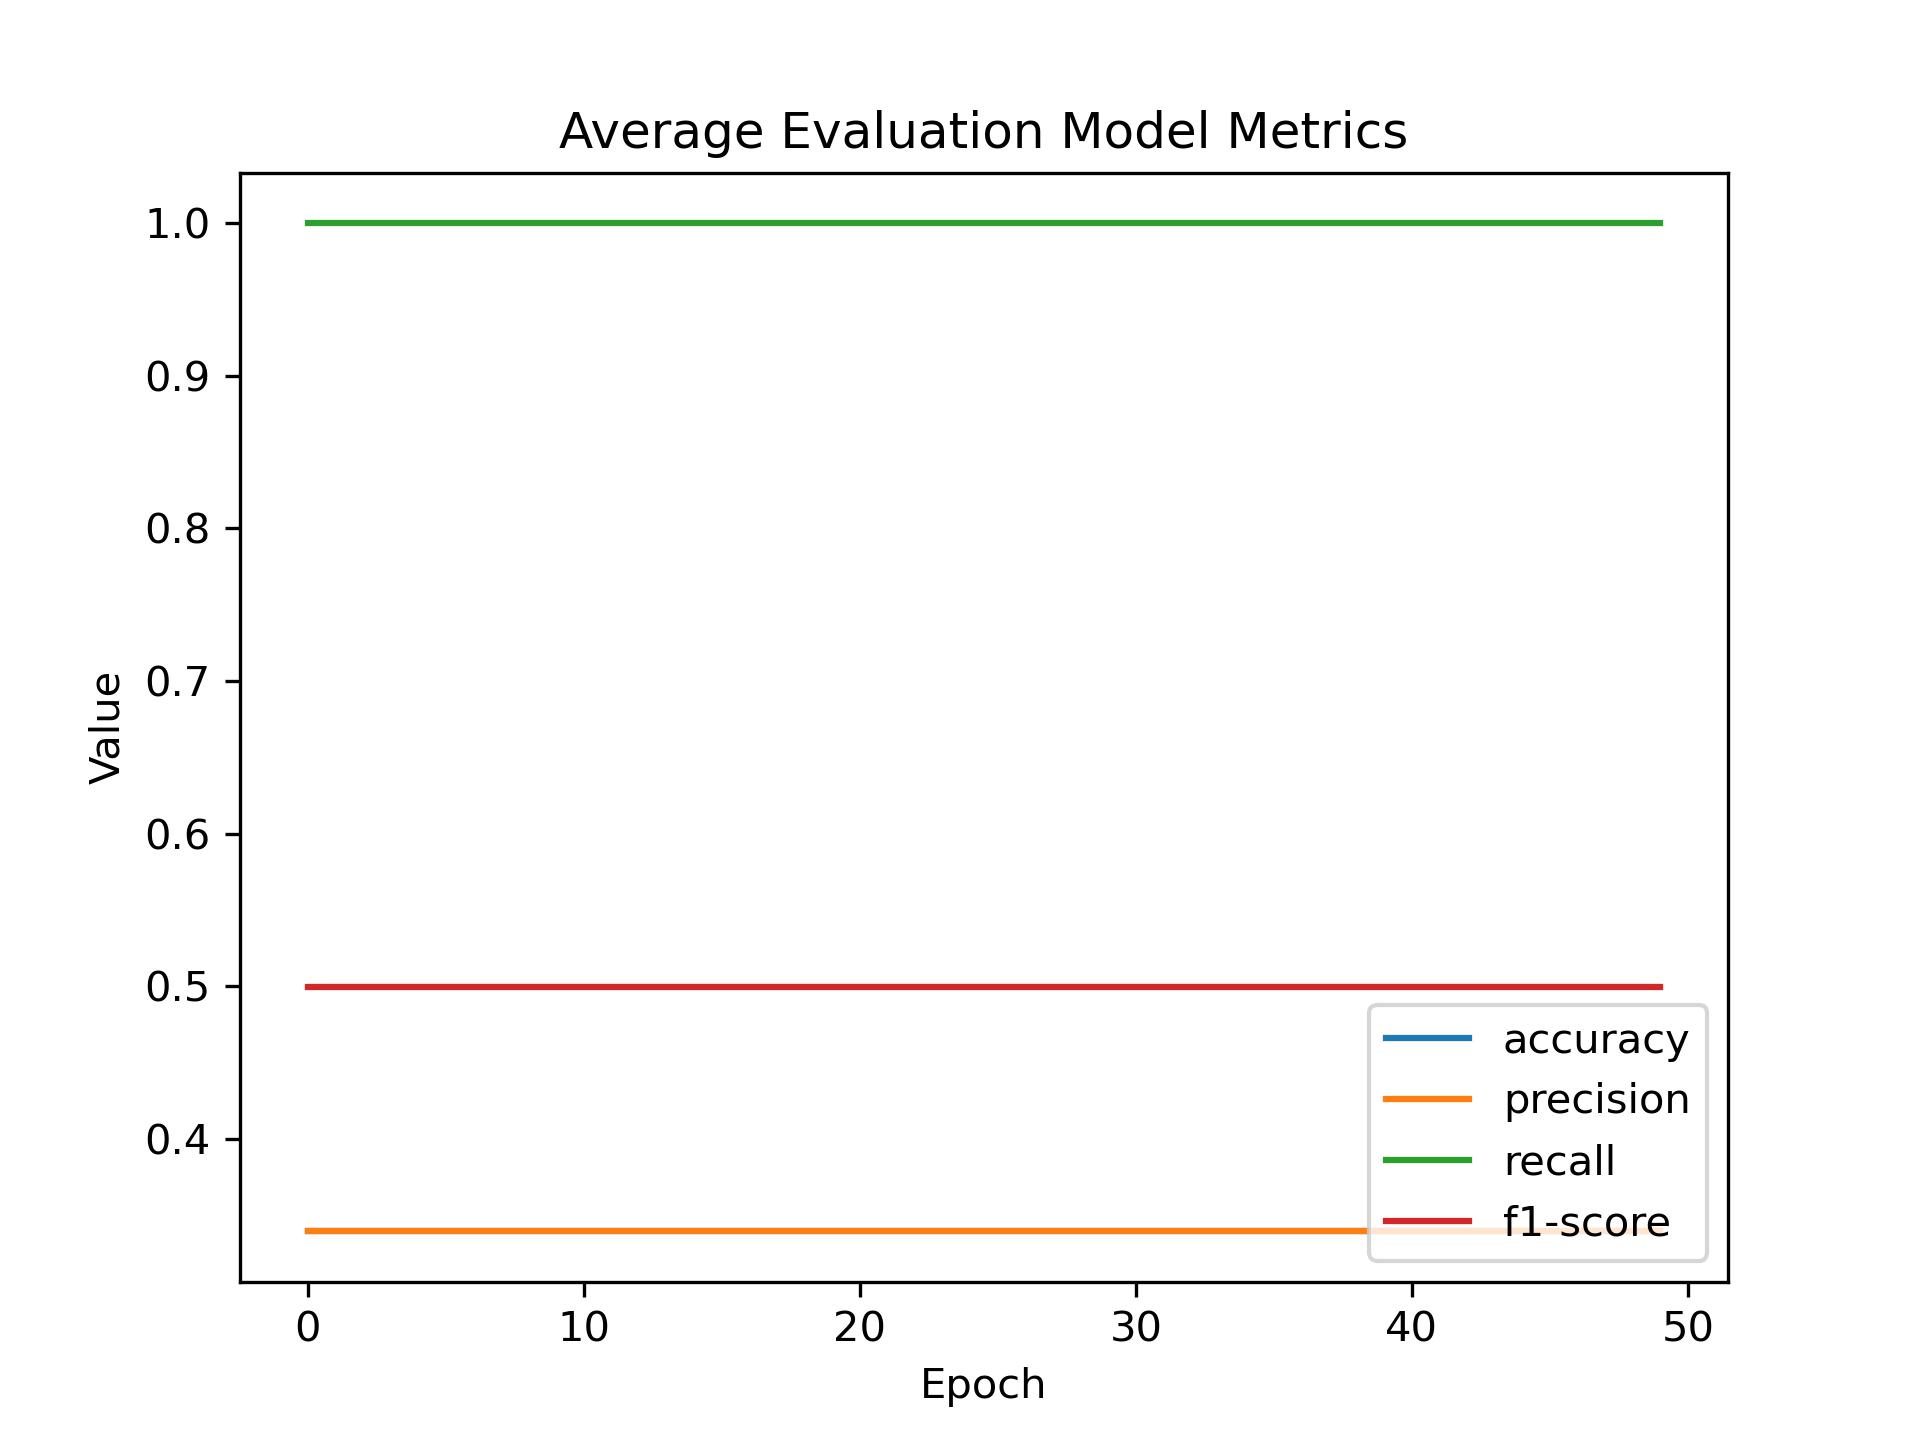 Average Evaluation Model Metrics
1.0
0.9
0.8
0.7
0.6
0.5
0.4
Value
accuracy
precision
recall
f1-score
0 10 20 30 40 50
Epoch